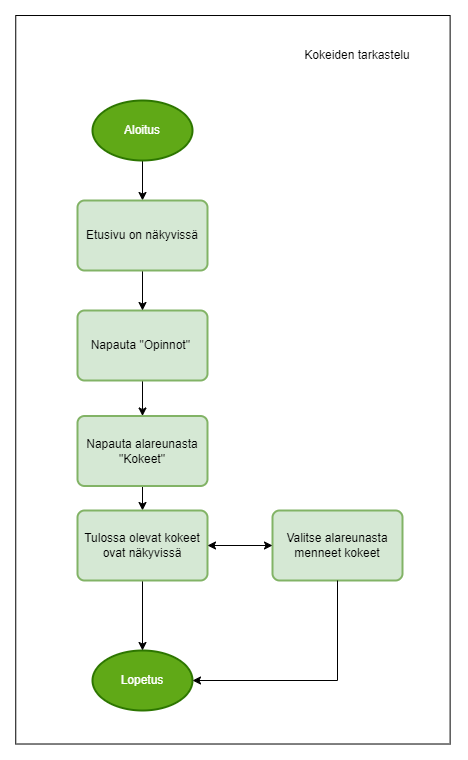 Kokeiden tarkastelu
Aloitus
Etusivu on näkyvissä
Napauta "Opinnot"
Napauta alareunasta
"Kokeet"
Tulossa olevat kokeet
ovat näkyvissä
Valitse alareunasta
menneet kokeet
Lopetus